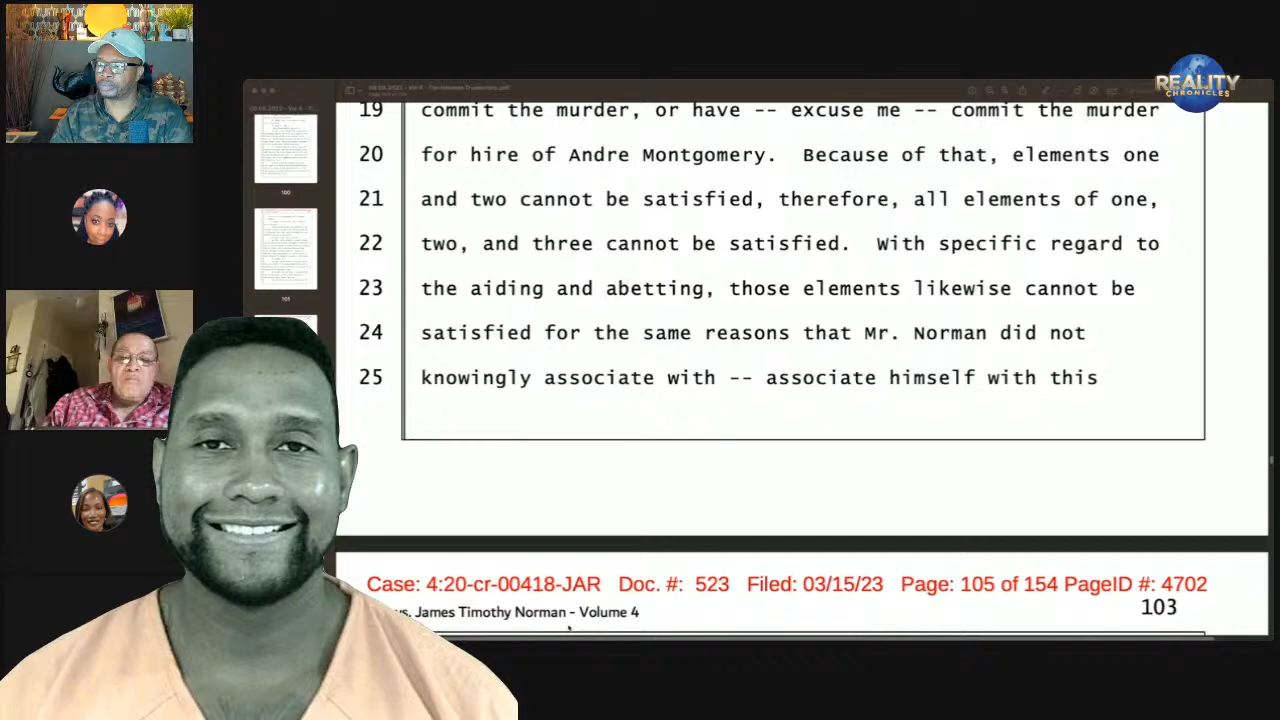 REALITY
CHRONICLES
100
101
19 commit the murder, or have -- excuse me -- commit the murder
20 for hire of Andre Montgomery. Because of that, elements one
21 and two cannot be satisfied, therefore, all elements of one,
22 two and three cannot be satisfied. With specific regard to
23 the aiding and abetting, those elements likewise cannot be
24 satisfied for the same reasons that Mr. Norman did not
25 knowingly associate with -- associate himself with this
Case: 4:20-cr-00418-JAR Doc. #: 523 Filed: 03/15/23 Page: 105 of 154 PageID #: 4702
vs. James Timothy Norman - Volume 4
103